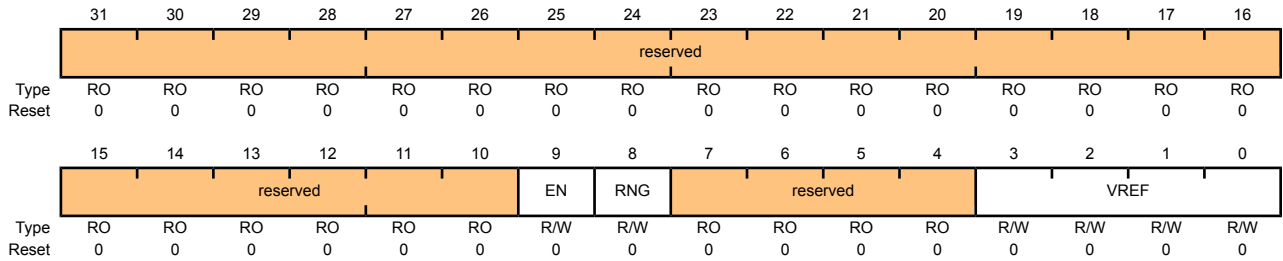 31 30 29 28 27 26 25 24 23 22 21 20 19 18 17 16
reserved
Type RO RO RO RO RO RO RO RO RO RO RO RO RO RO RO RO
Reset 0 0 0 0 0 0 0 0 0 0 0 0 0 0 0 0
15 14 13 12 11 10 9 8 7 6 5 4 3 2 1 0
reserved EN RNG reserved VREF
Type RO RO RO RO RO RO R/W R/W RO RO RO RO R/W R/W R/W R/W
Reset 0 0 0 0 0 0 0 0 0 0 0 0 0 0 0 0